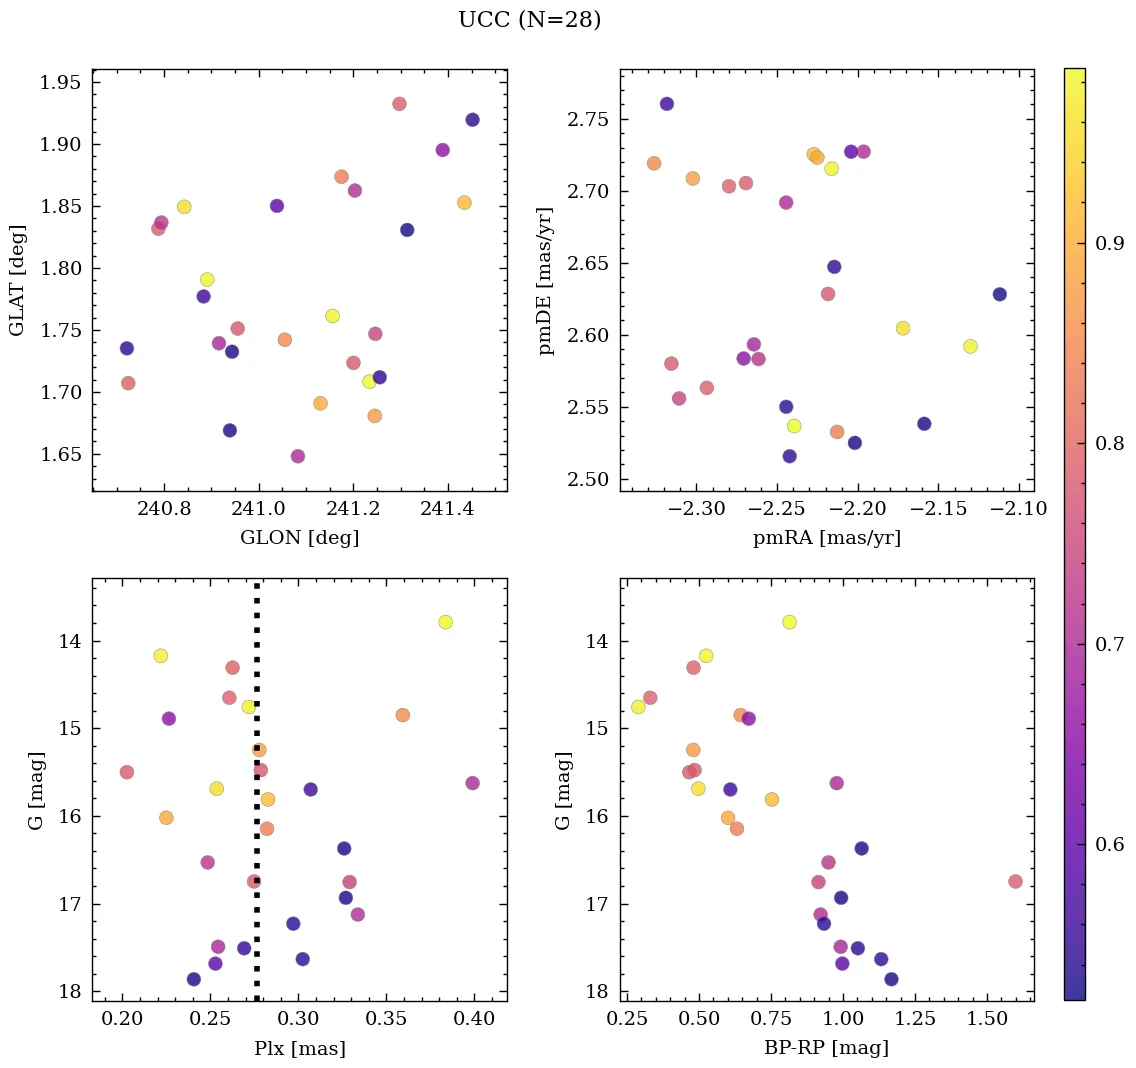 UCC (N=28)
1.95
1.90
1.85
1.80
1.75
1.70
1.65
GLAT [deg]
240.8 241.0 241.2 241.4
GLON [deg]
2.75
2.70
2.65
2.60
2.55
2.50
pmDE [mas/yr]
−2.30 −2.25 −2.20 −2.15 −2.10
pmRA [mas/yr]
0.9
0.8
0.7
0.6
14
15
16
17
18
G [mag]
0.20 0.25 0.30 0.35 0.40
Plx [mas]
14
15
16
17
18
G [mag]
0.25 0.50 0.75 1.00 1.25 1.50
BP-RP [mag]